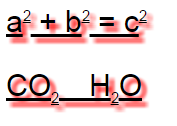 a² + b² = c²
CO₂ H₂O